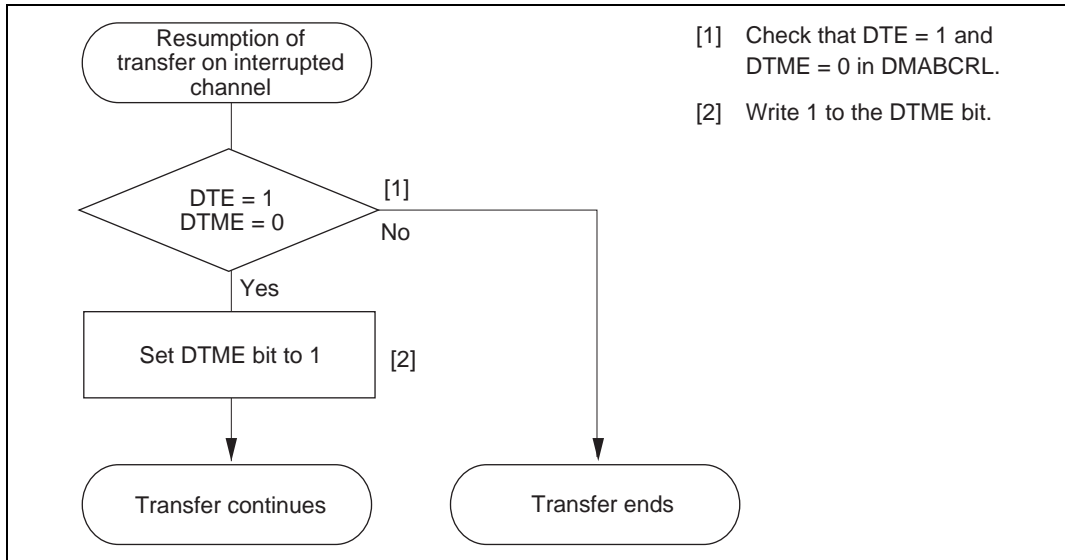 Resumption of
transfer on interrupted
channel
[1] Check that DTE = 1 and
DTME = 0 in DMABCRL.
[2] Write 1 to the DTME bit.
DTE = 1
DTME = 0
[1]
No
Yes
Set DTME bit to 1
[2]
Transfer continues
Transfer ends